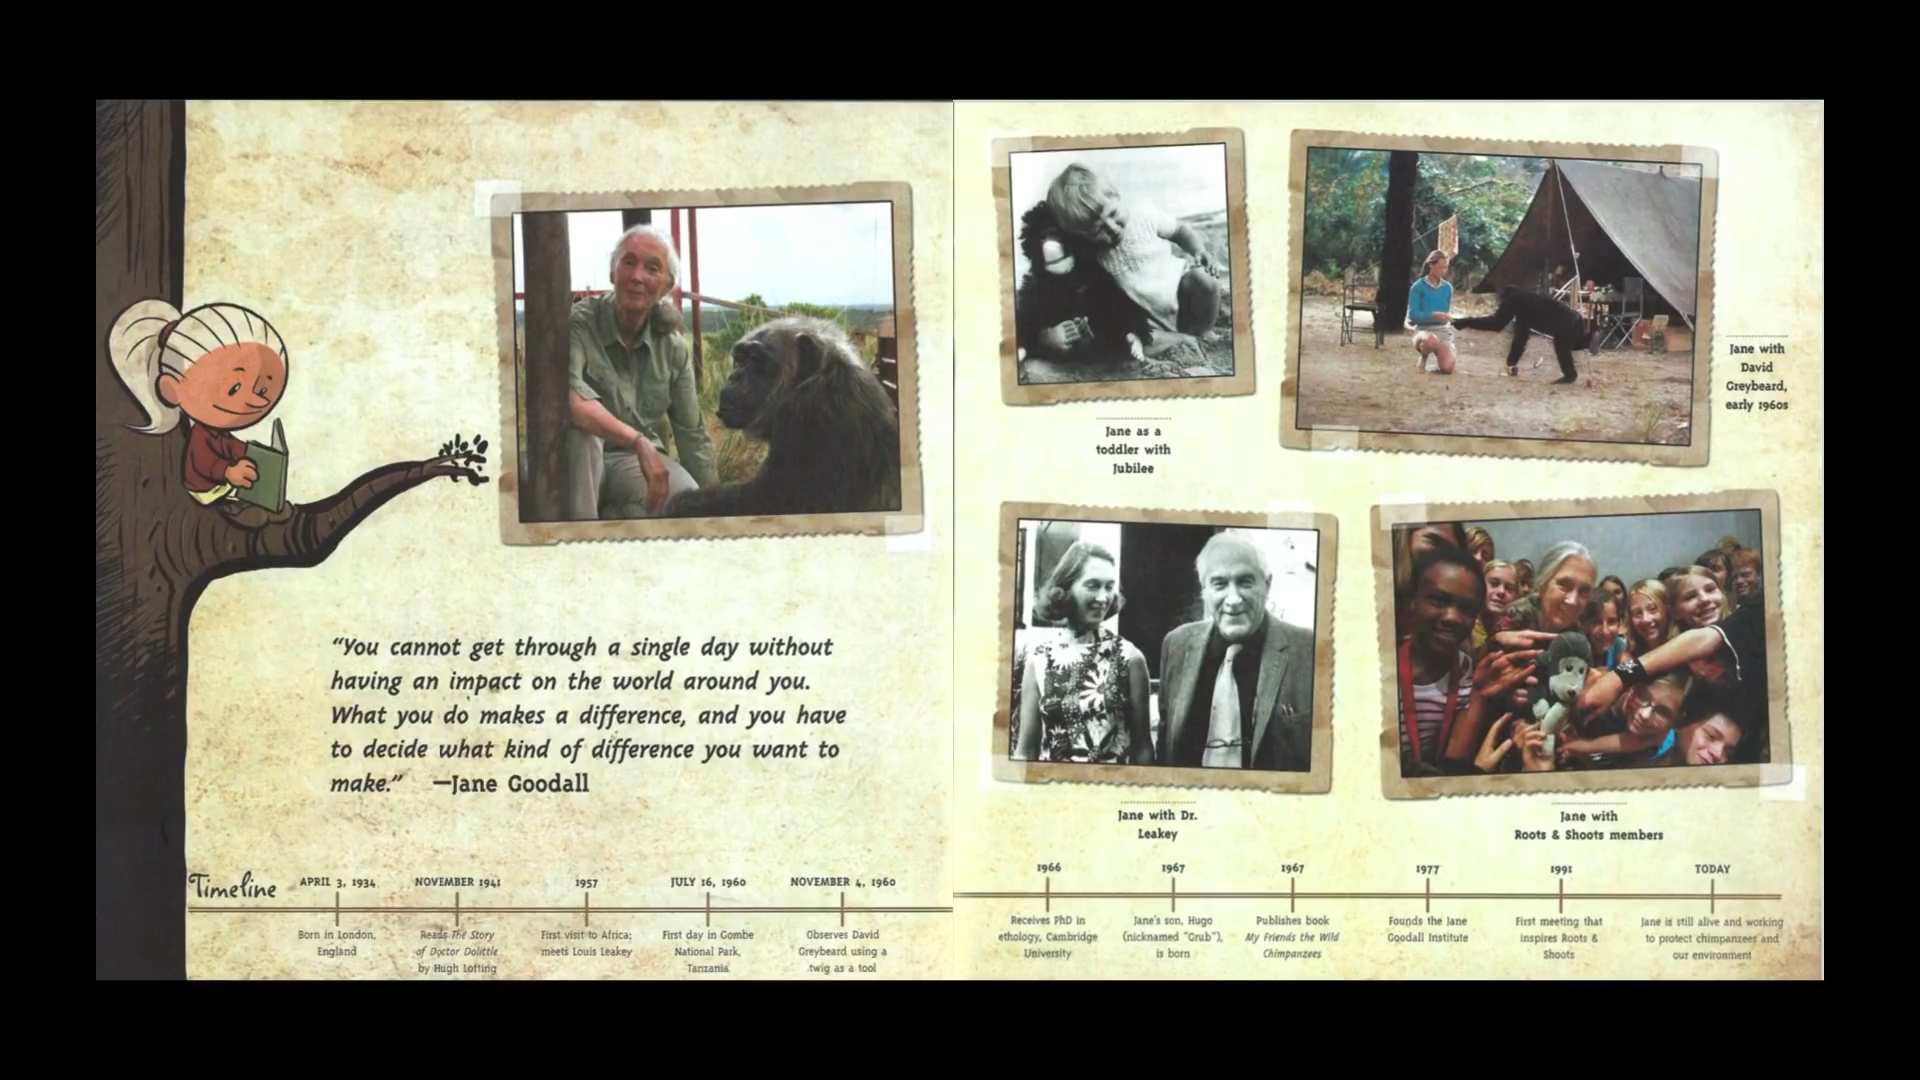 “You cannot get through a single day without
having an impact on the world around you.
What you do makes a difference, and you have
to decide what kind of difference you want to
make.” —Jane Goodall
Timeline
APRIL 3, 1934
Born in London,
England
NOVEMBER 1941
Reads The Story
of Doctor Dolittle
by Hugh Lofting
1957
First visit to Africa;
meets Louis Leakey
JULY 16, 1960
First day in Gombe
National Park,
Tanzania
NOVEMBER 4, 1960
Observes David
Greybeard using a
twig as a tool
Jane as a
toddler with
Jubilee
Jane with
David
Greybeard,
early 1960s
Jane with Dr.
Leakey
Jane with
Roots & Shoots members
1966
Receives PhD in
ethology, Cambridge
University
1967
Jane's son, Hugo
(nicknamed "Grub"),
is born
1967
Publishes book
My Friends the Wild
Chimpanzees
1977
Founds the Jane
Goodall Institute
1991
First meeting that
inspires Roots &
Shoots
TODAY
Jane is still alive and working
to protect chimpanzees and
our environment